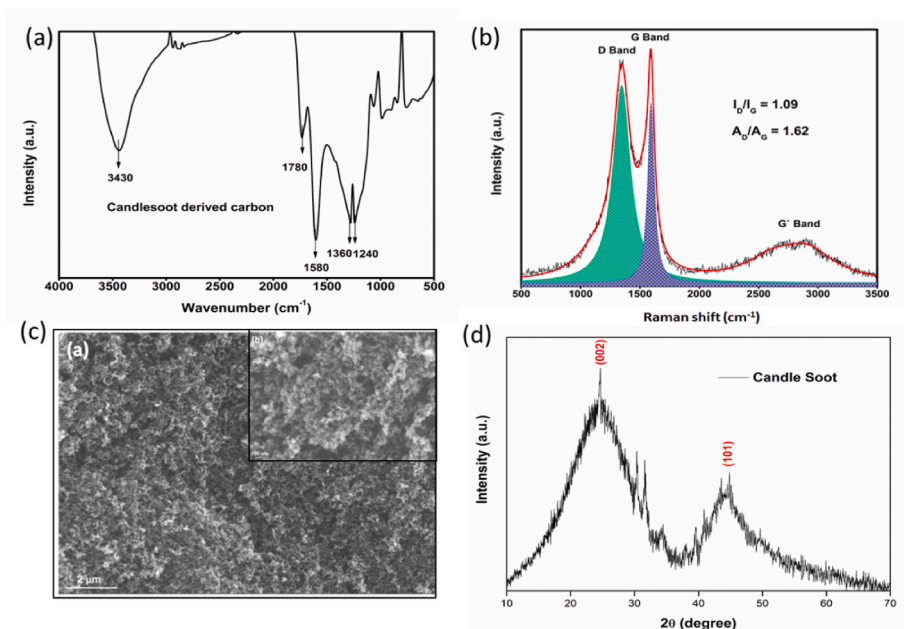 (a)
Intensity (a.u.)
3430
1780
1580
1360
1240
Candlesoot derived carbon
4000 3500 3000 2500 2000 1500 1000 500
Wavenumber (cm-1)
(b)
D Band
G Band
I_D/I_G = 1.09
A_D/A_G = 1.62
G` Band
Intensity (a.u.)
500 1000 1500 2000 2500 3000 3500
Raman shift (cm-1)
(c)
(a)
(b)
2 μm
(d)
(002)
Candle Soot
(101)
Intensity (a.u.)
10 20 30 40 50 60 70
2θ (degree)